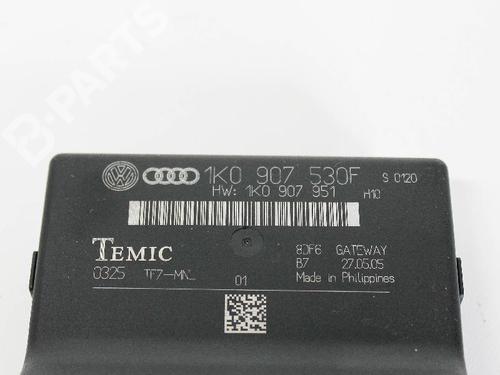 B-PARTS
1K0 907 530F S 0120
HW: 1K0 907 951 H10
TEMIC 8DF6 GATEWAY
0325 B7 27.05.05
01 Made in Philippines